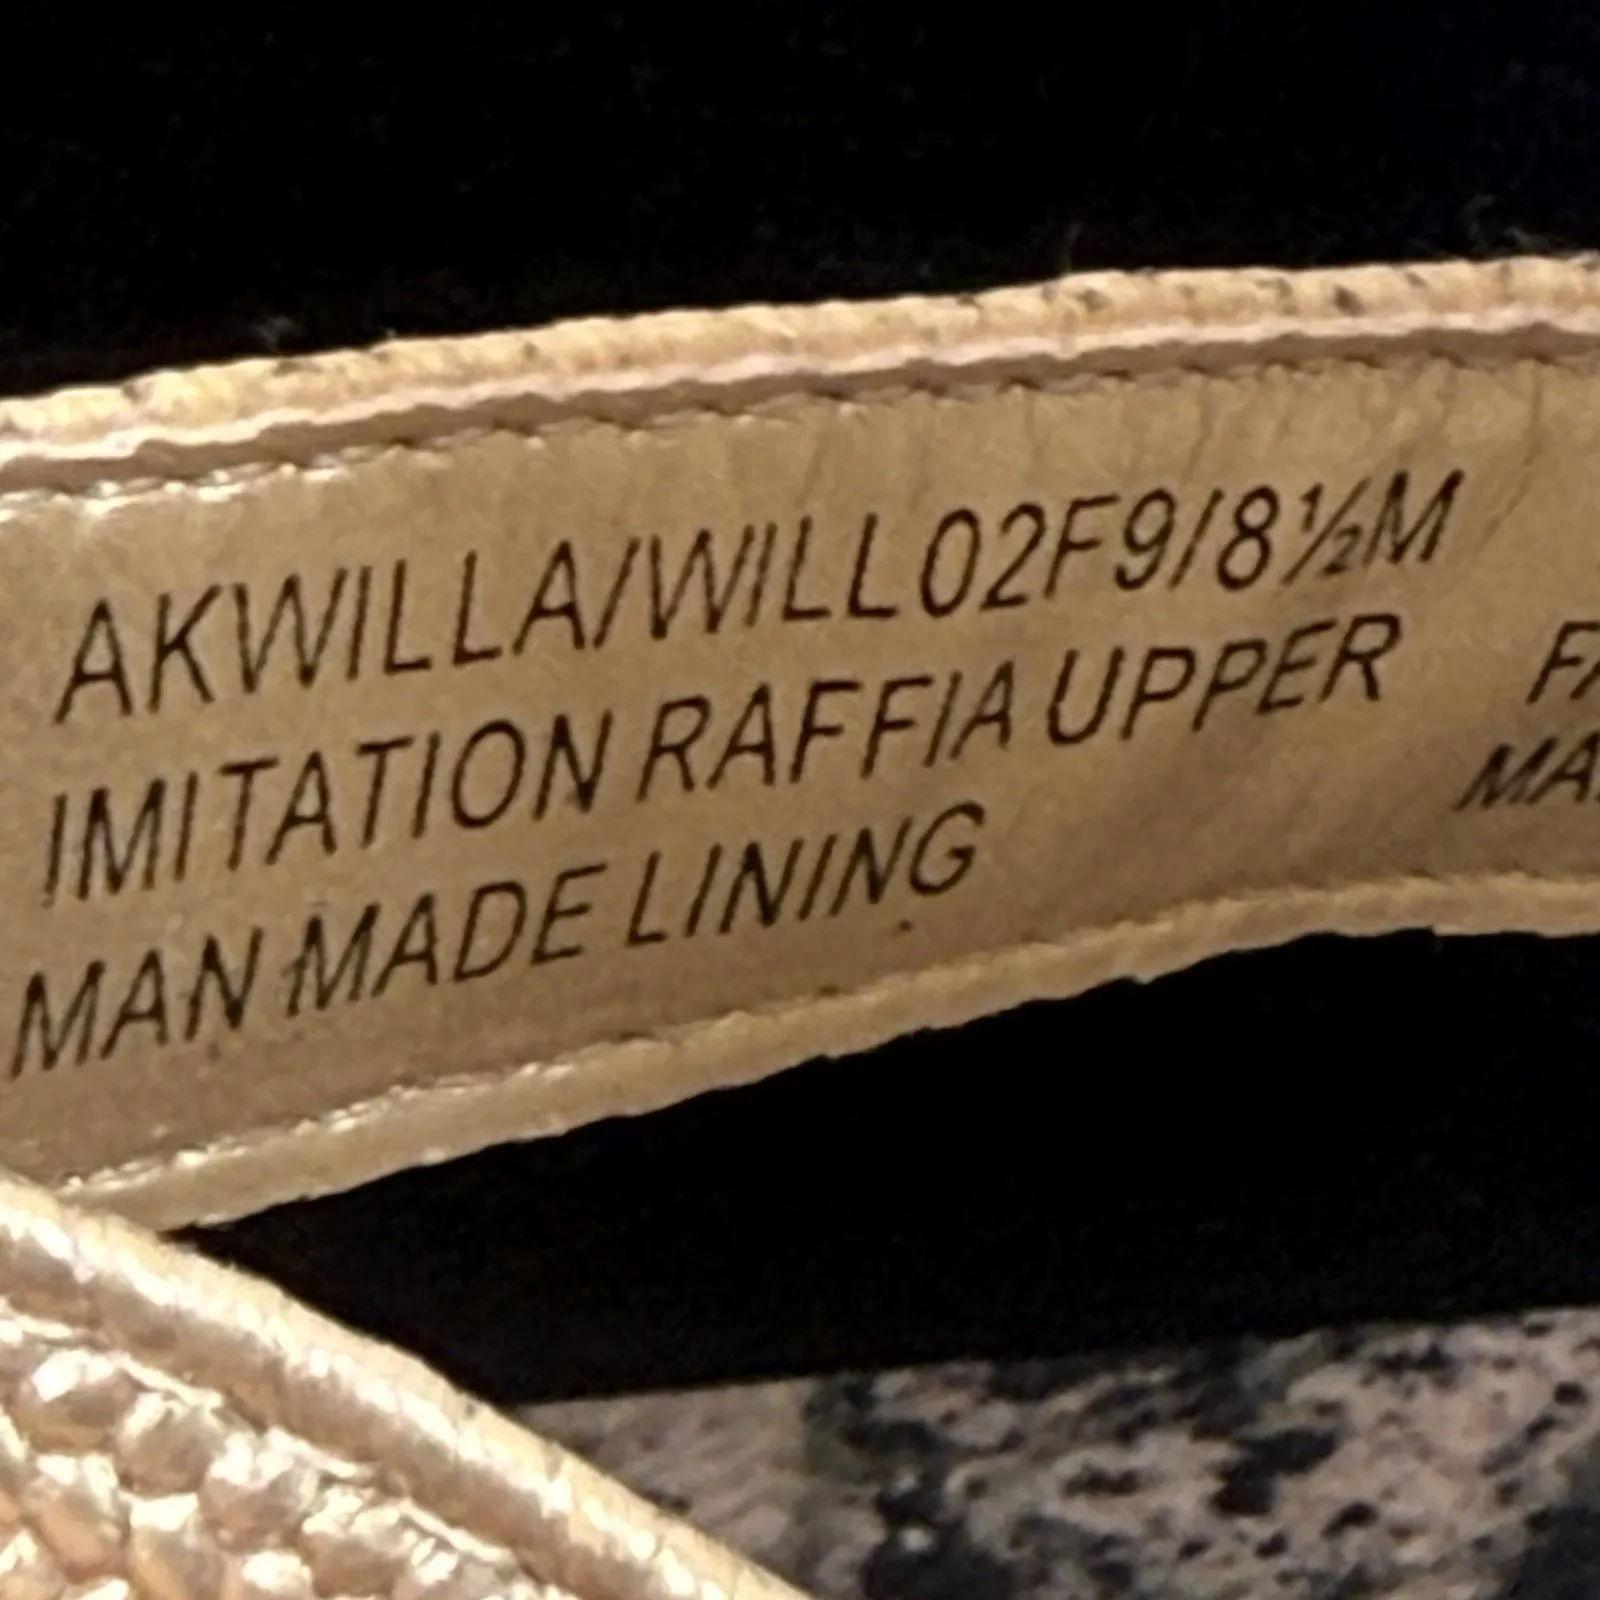 AKWILLA/WILL02F9/8½M
IMITATION RAFFIA UPPER
MAN MADE LINING